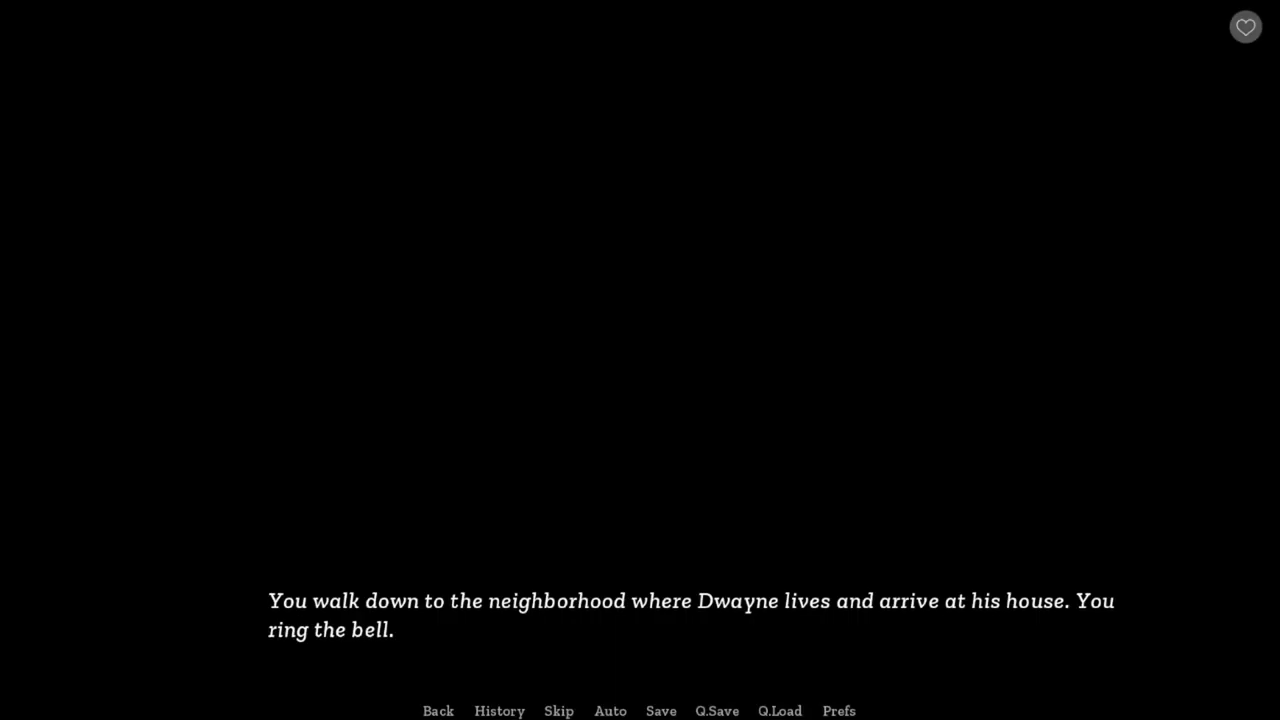 You walk down to the neighborhood where Dwayne lives and arrive at his house. You
ring the bell.
Back History Skip Auto Save Q.Save Q.Load Prefs